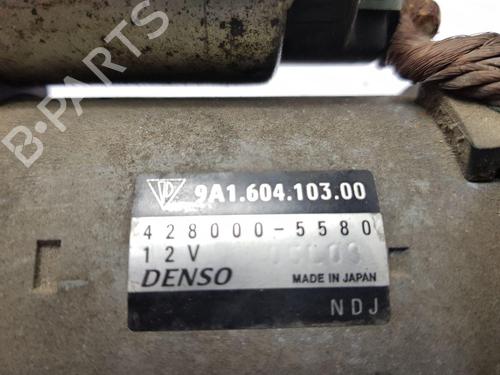 B-PARTS
9A1.604.103.00
428000-5580
12V
DENSO
MADE IN JAPAN
NDJ